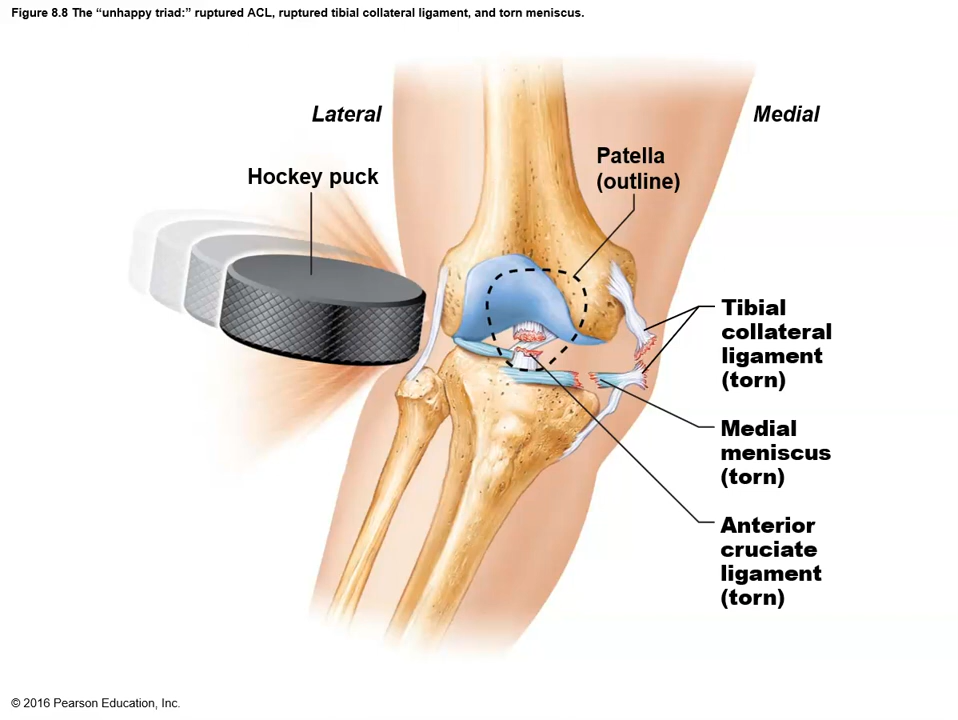 Figure 8.8 The “unhappy triad:” ruptured ACL, ruptured tibial collateral ligament, and torn meniscus.
Lateral
Medial
Hockey puck
Patella
(outline)
Tibial
collateral
ligament
(torn)
Medial
meniscus
(torn)
Anterior
cruciate
ligament
(torn)
© 2016 Pearson Education, Inc.